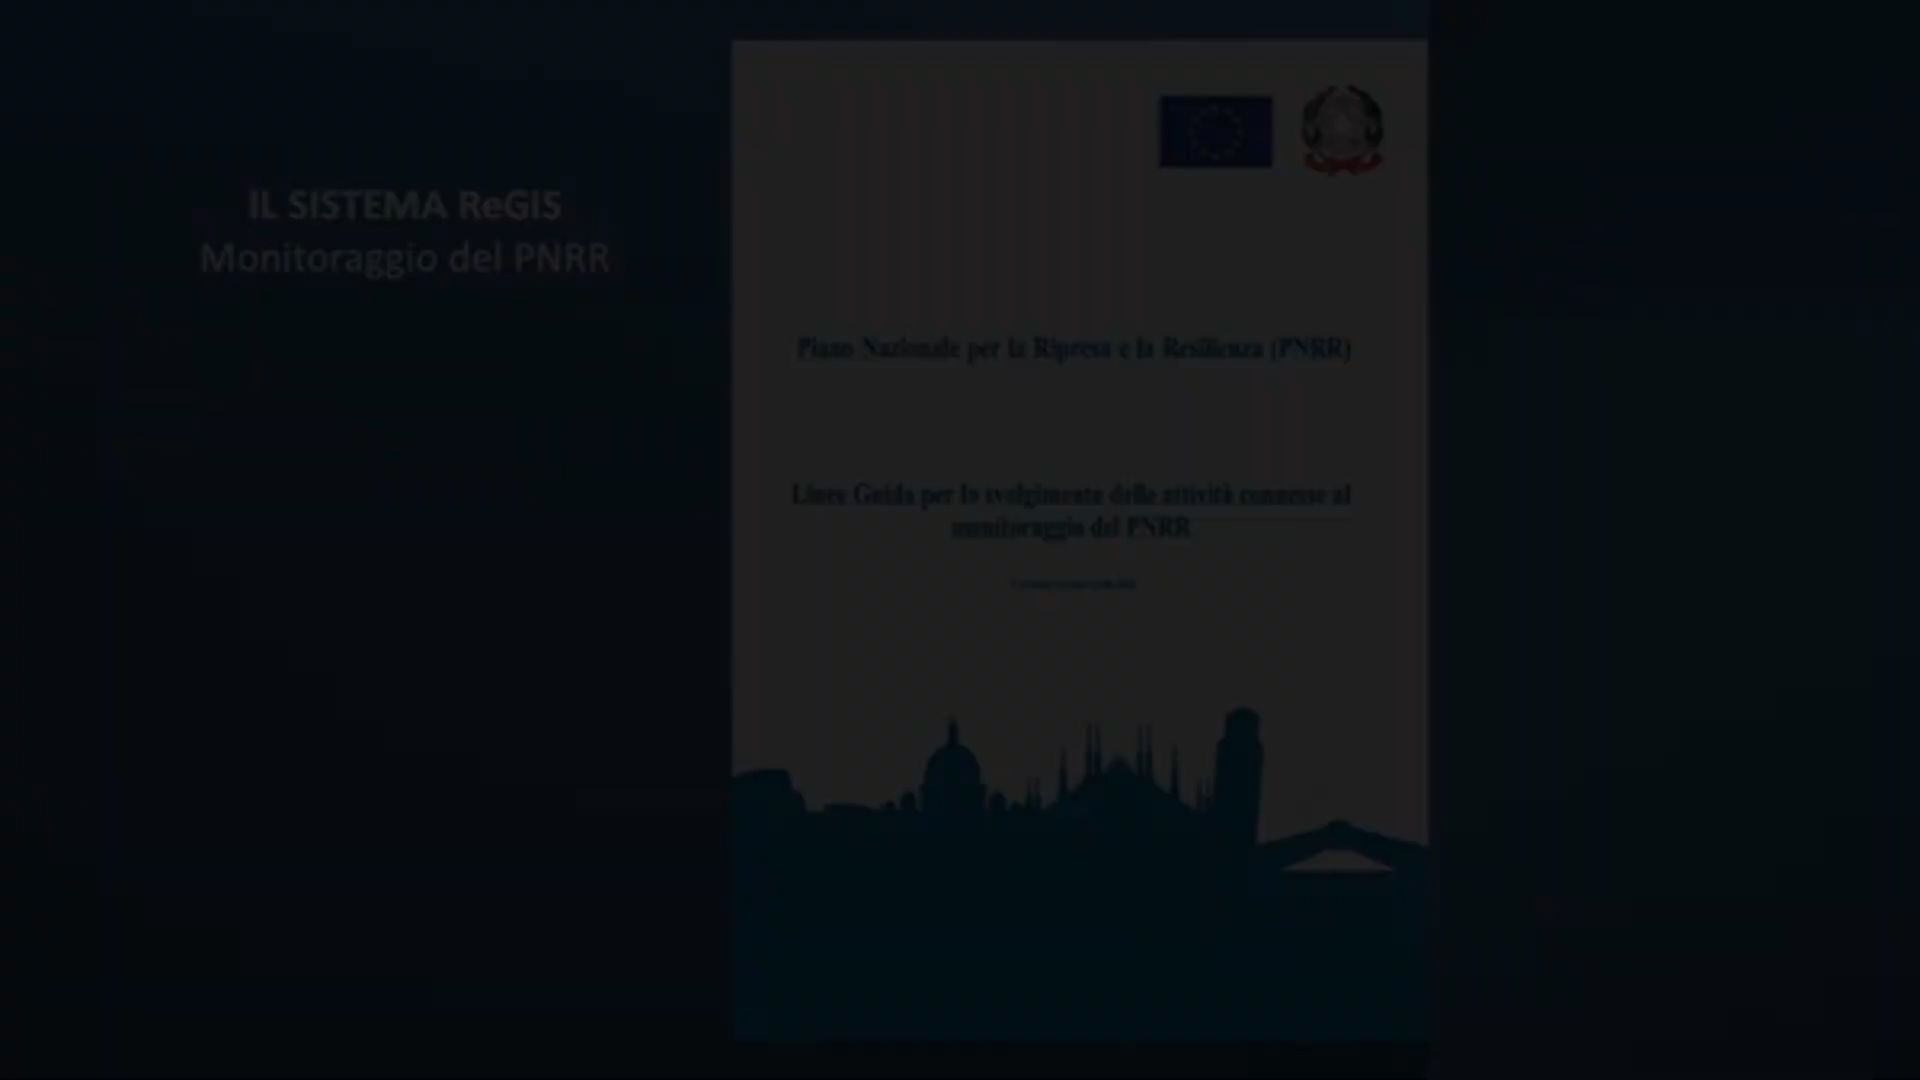 IL SISTEMA ReGiS
Monitoraggio del PNRR
Piano Nazionale per la Ripresa e la Resilienza (PNRR)
Linee Guida per lo svolgimento delle attività connesse al
monitoraggio del PNRR